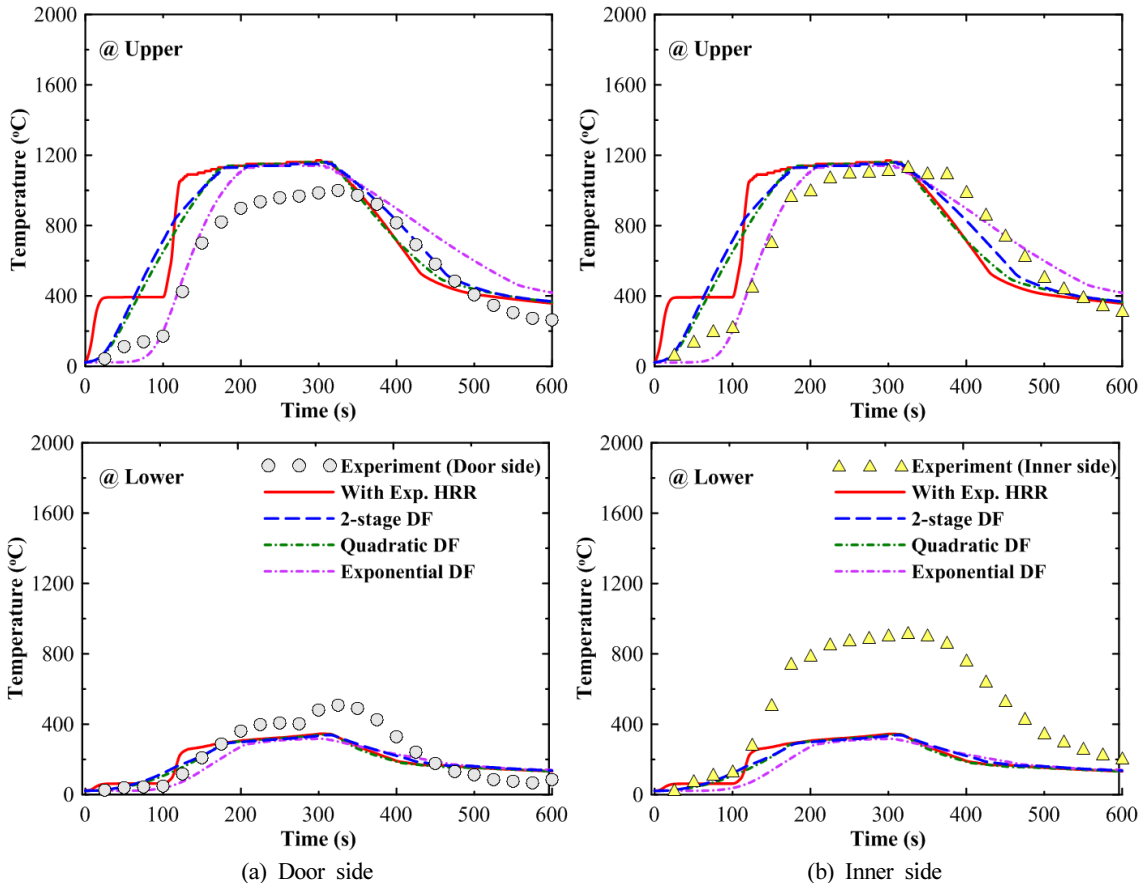 2000
1600
1200
800
400
0
Temperature (°C)
@ Upper
0 100 200 300 400 500 600
Time (s)
2000
1600
1200
800
400
0
Temperature (°C)
@ Upper
0 100 200 300 400 500 600
Time (s)
2000
1600
1200
800
400
0
Temperature (°C)
@ Lower
Experiment (Door side)
With Exp. HRR
2-stage DF
Quadratic DF
Exponential DF
0 100 200 300 400 500 600
Time (s)
(a) Door side
2000
1600
1200
800
400
0
Temperature (°C)
@ Lower
Experiment (Inner side)
With Exp. HRR
2-stage DF
Quadratic DF
Exponential DF
0 100 200 300 400 500 600
Time (s)
(b) Inner side